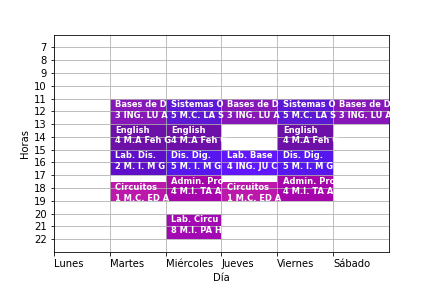 7
8
9
10
11
12
13
14
15
16
17
18
19
20
21
22
Horas
Bases de D
3 ING. LU A
Sistemas O
5 M.C. LA S
Bases de D
3 ING. LU A
Sistemas O
5 M.C. LA S
Bases de D
3 ING. LU A
English
4 M.A Feh G
English
4 M.A Feh
English
4 M.A Feh
Lab. Dis.
2 M. I. M G
Dis. Dig.
5 M. I. M G
Lab. Base
4 ING. JU C
Dis. Dig.
5 M. I. M G
Circuitos
1 M.C. ED A
Admin. Pro
4 M.I. TA A
Circuitos
1 M.C. ED A
Admin. Pro
4 M.I. TA A
Lab. Circu
8 M.I. PA H
Lunes
Martes
Miércoles
Jueves
Viernes
Sábado
Día